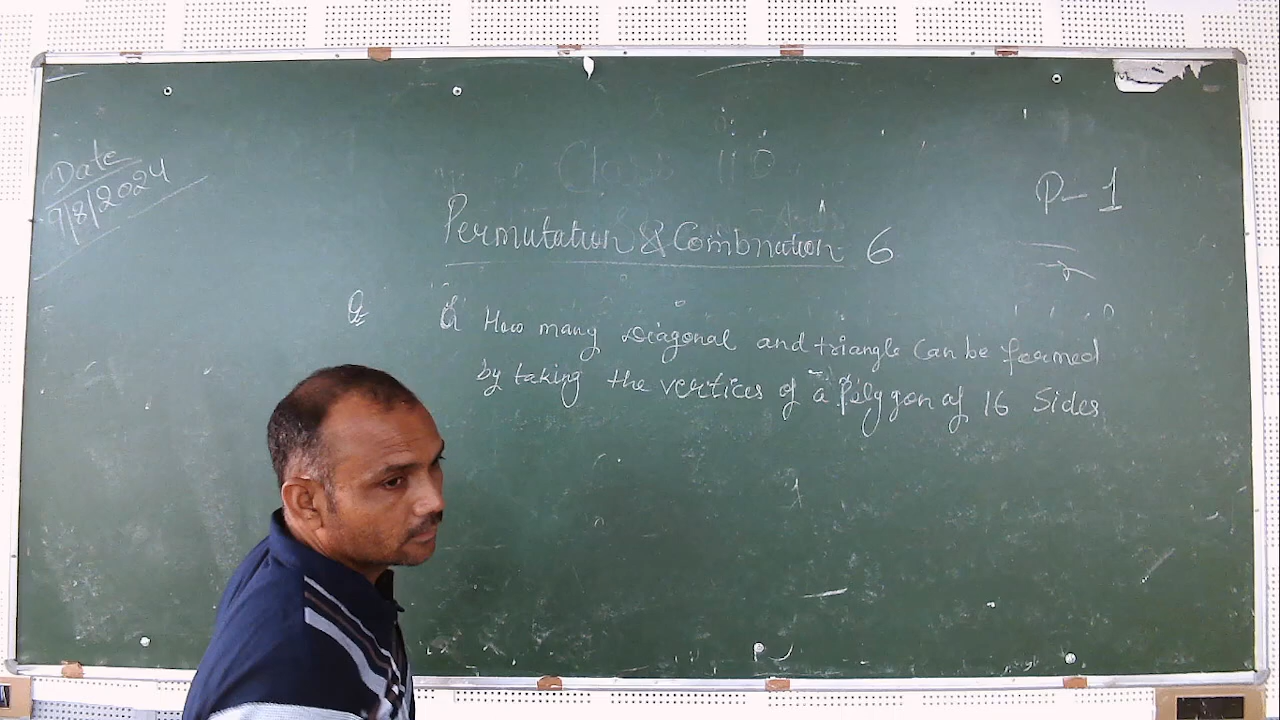 Date
9/8/2024
Class 11 D
P-1
Permutation & Combination 6
Q
Q How many Diagonal and triangle Can be formed
by taking the vertices of a Polygon of 16 Sides